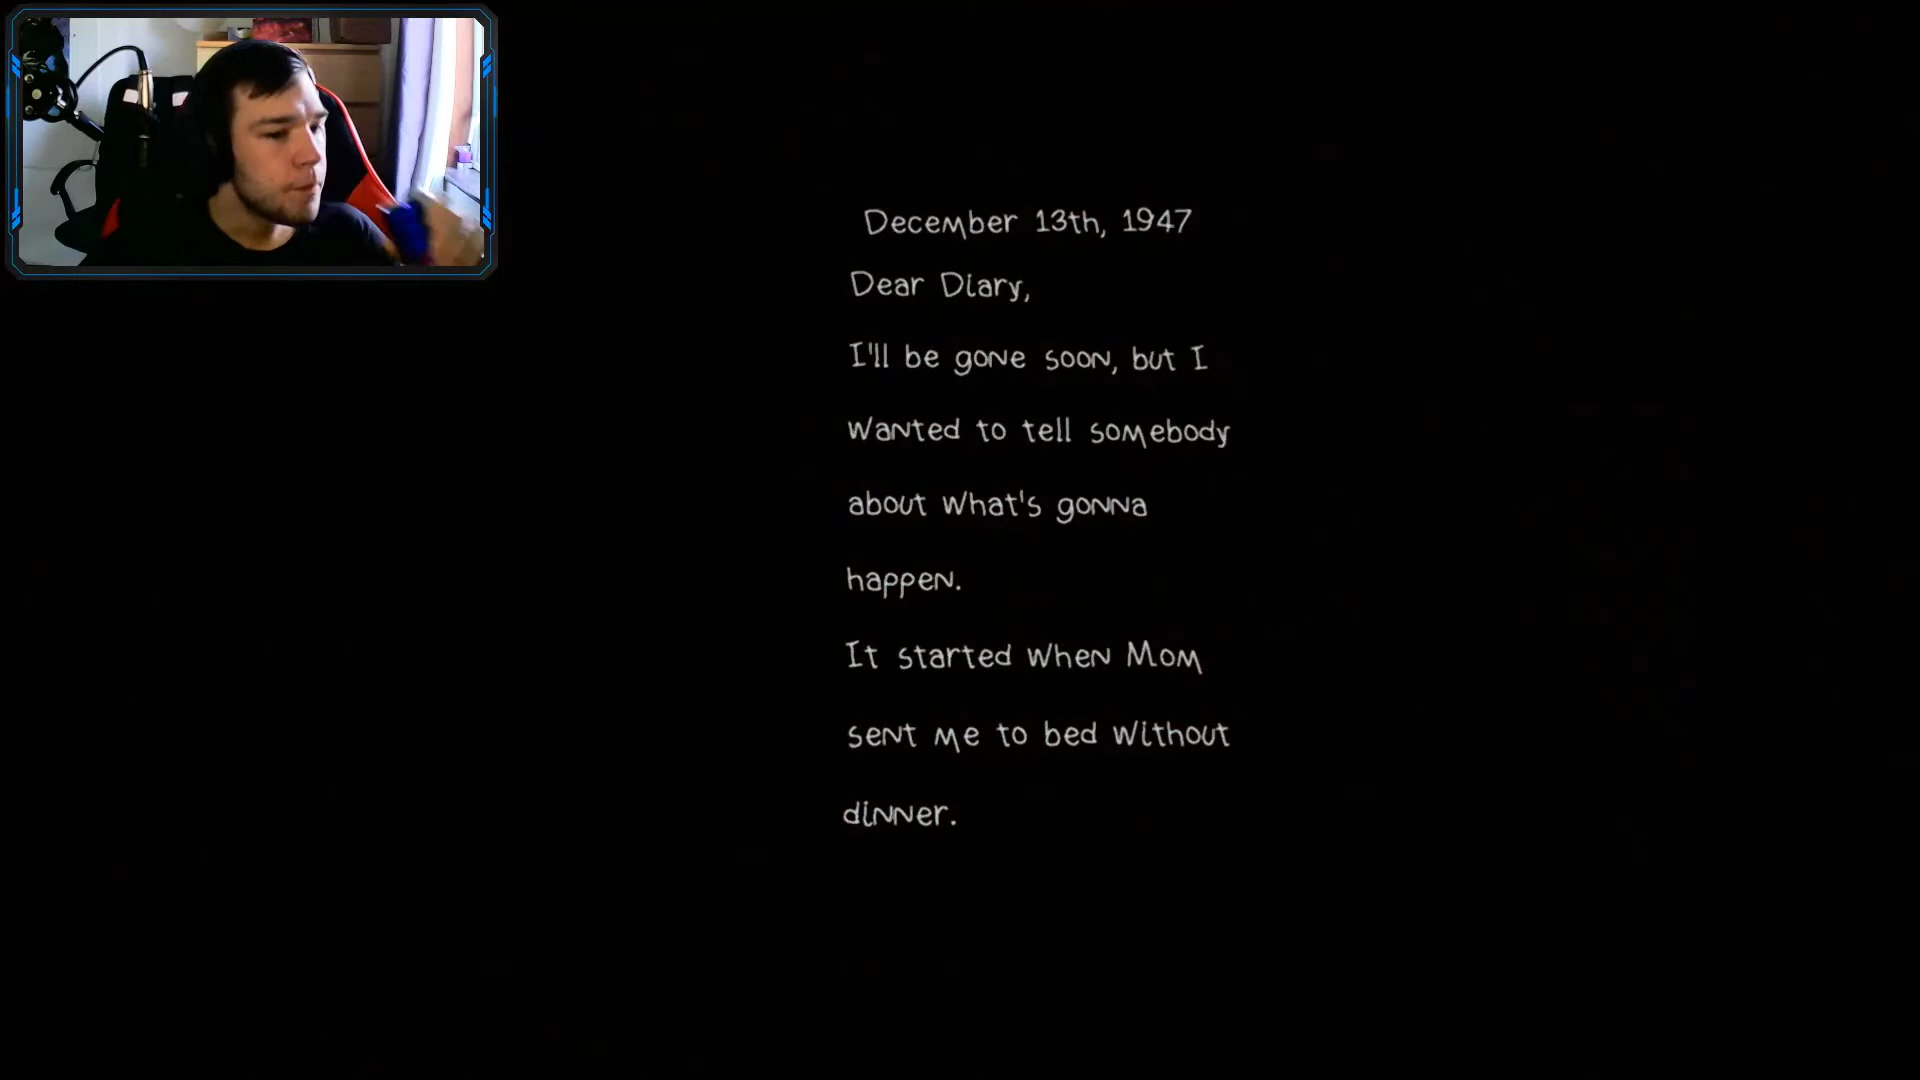 December 13th, 1947
Dear Diary,
I'll be gone soon, but I
wanted to tell somebody
about what's gonna
happen.
It started when Mom
sent me to bed without
dinner.